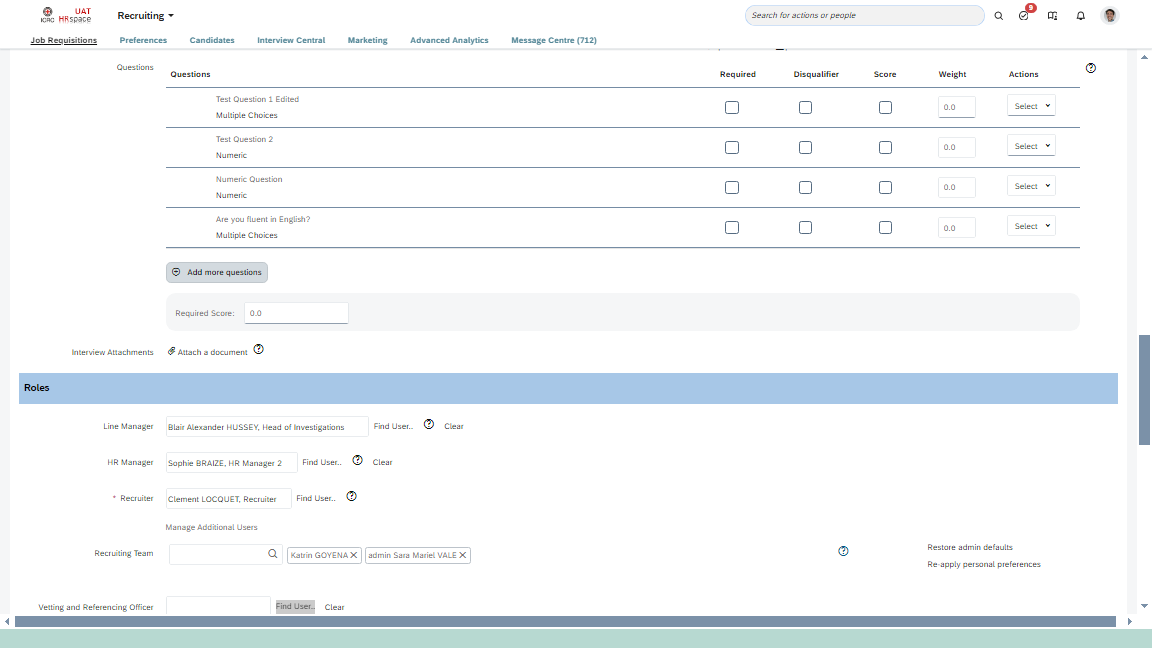 ICRC
UAT
HRspace
Recruiting
Search for actions or people
9
Job Requisitions
Preferences
Candidates
Interview Central
Marketing
Advanced Analytics
Message Centre (712)
Questions
Questions Required Disqualifier Score Weight Actions
Test Question 1 Edited
Multiple Choices
0.0 Select
Test Question 2
Numeric
0.0 Select
Numeric Question
Numeric
0.0 Select
Are you fluent in English?
Multiple Choices
0.0 Select
Add more questions
Required Score: 0.0
Interview Attachments Attach a document
Roles
Line Manager Blair Alexander HUSSEY, Head of Investigations Find User.. Clear
HR Manager Sophie BRAIZE, HR Manager 2 Find User.. Clear
* Recruiter Clement LOCQUET, Recruiter Find User..
Manage Additional Users
Recruiting Team Katrin GOYENA admin Sara Mariel VALE
Restore admin defaults
Re-apply personal preferences
Vetting and Referencing Officer Find User.. Clear